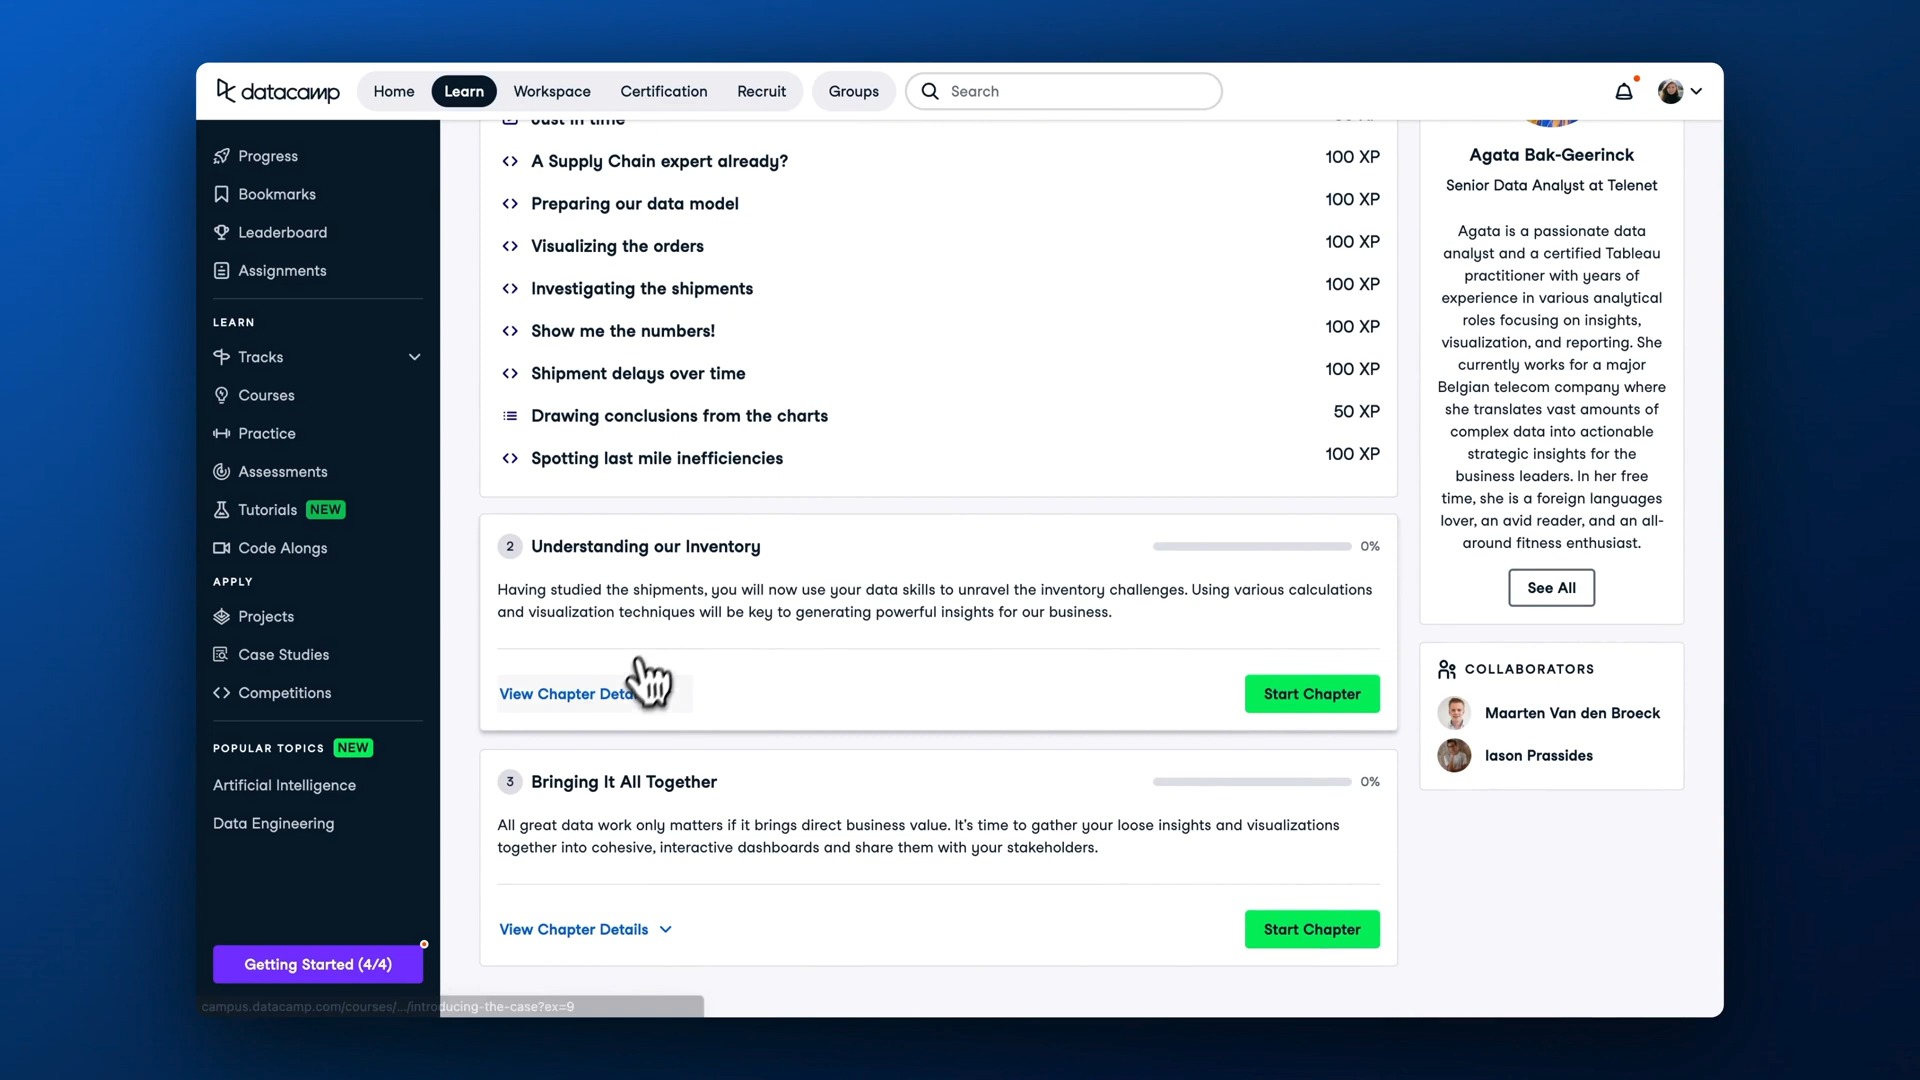 datacamp
Home
Learn
Workspace
Certification
Recruit
Groups
Search
Progress
Bookmarks
Leaderboard
Assignments
LEARN
Tracks
Courses
Practice
Assessments
Tutorials NEW
Code Alongs
APPLY
Projects
Case Studies
Competitions
POPULAR TOPICS NEW
Artificial Intelligence
Data Engineering
Getting Started (4/4)
campus.datacamp.com/courses/.../introducing-the-case?ex=9
Just in time
A Supply Chain expert already? 100 XP
Preparing our data model 100 XP
Visualizing the orders 100 XP
Investigating the shipments 100 XP
Show me the numbers! 100 XP
Shipment delays over time 100 XP
Drawing conclusions from the charts 50 XP
Spotting last mile inefficiencies 100 XP
2 Understanding our Inventory 0%
Having studied the shipments, you will now use your data skills to unravel the inventory challenges. Using various calculations
and visualization techniques will be key to generating powerful insights for our business.
View Chapter
Start Chapter
3 Bringing It All Together 0%
All great data work only matters if it brings direct business value. It's time to gather your loose insights and visualizations
together into cohesive, interactive dashboards and share them with your stakeholders.
View Chapter Details
Start Chapter
Agata Bak-Geerinck
Senior Data Analyst at Telenet
Agata is a passionate data
analyst and a certified Tableau
practitioner with years of
experience in various analytical
roles focusing on insights,
visualization, and reporting. She
currently works for a major
Belgian telecom company where
she translates vast amounts of
complex data into actionable
strategic insights for the
business leaders. In her free
time, she is a foreign languages
lover, an avid reader, and an all-
around fitness enthusiast.
See All
COLLABORATORS
Maarten Van den Broeck
Iason Prassides